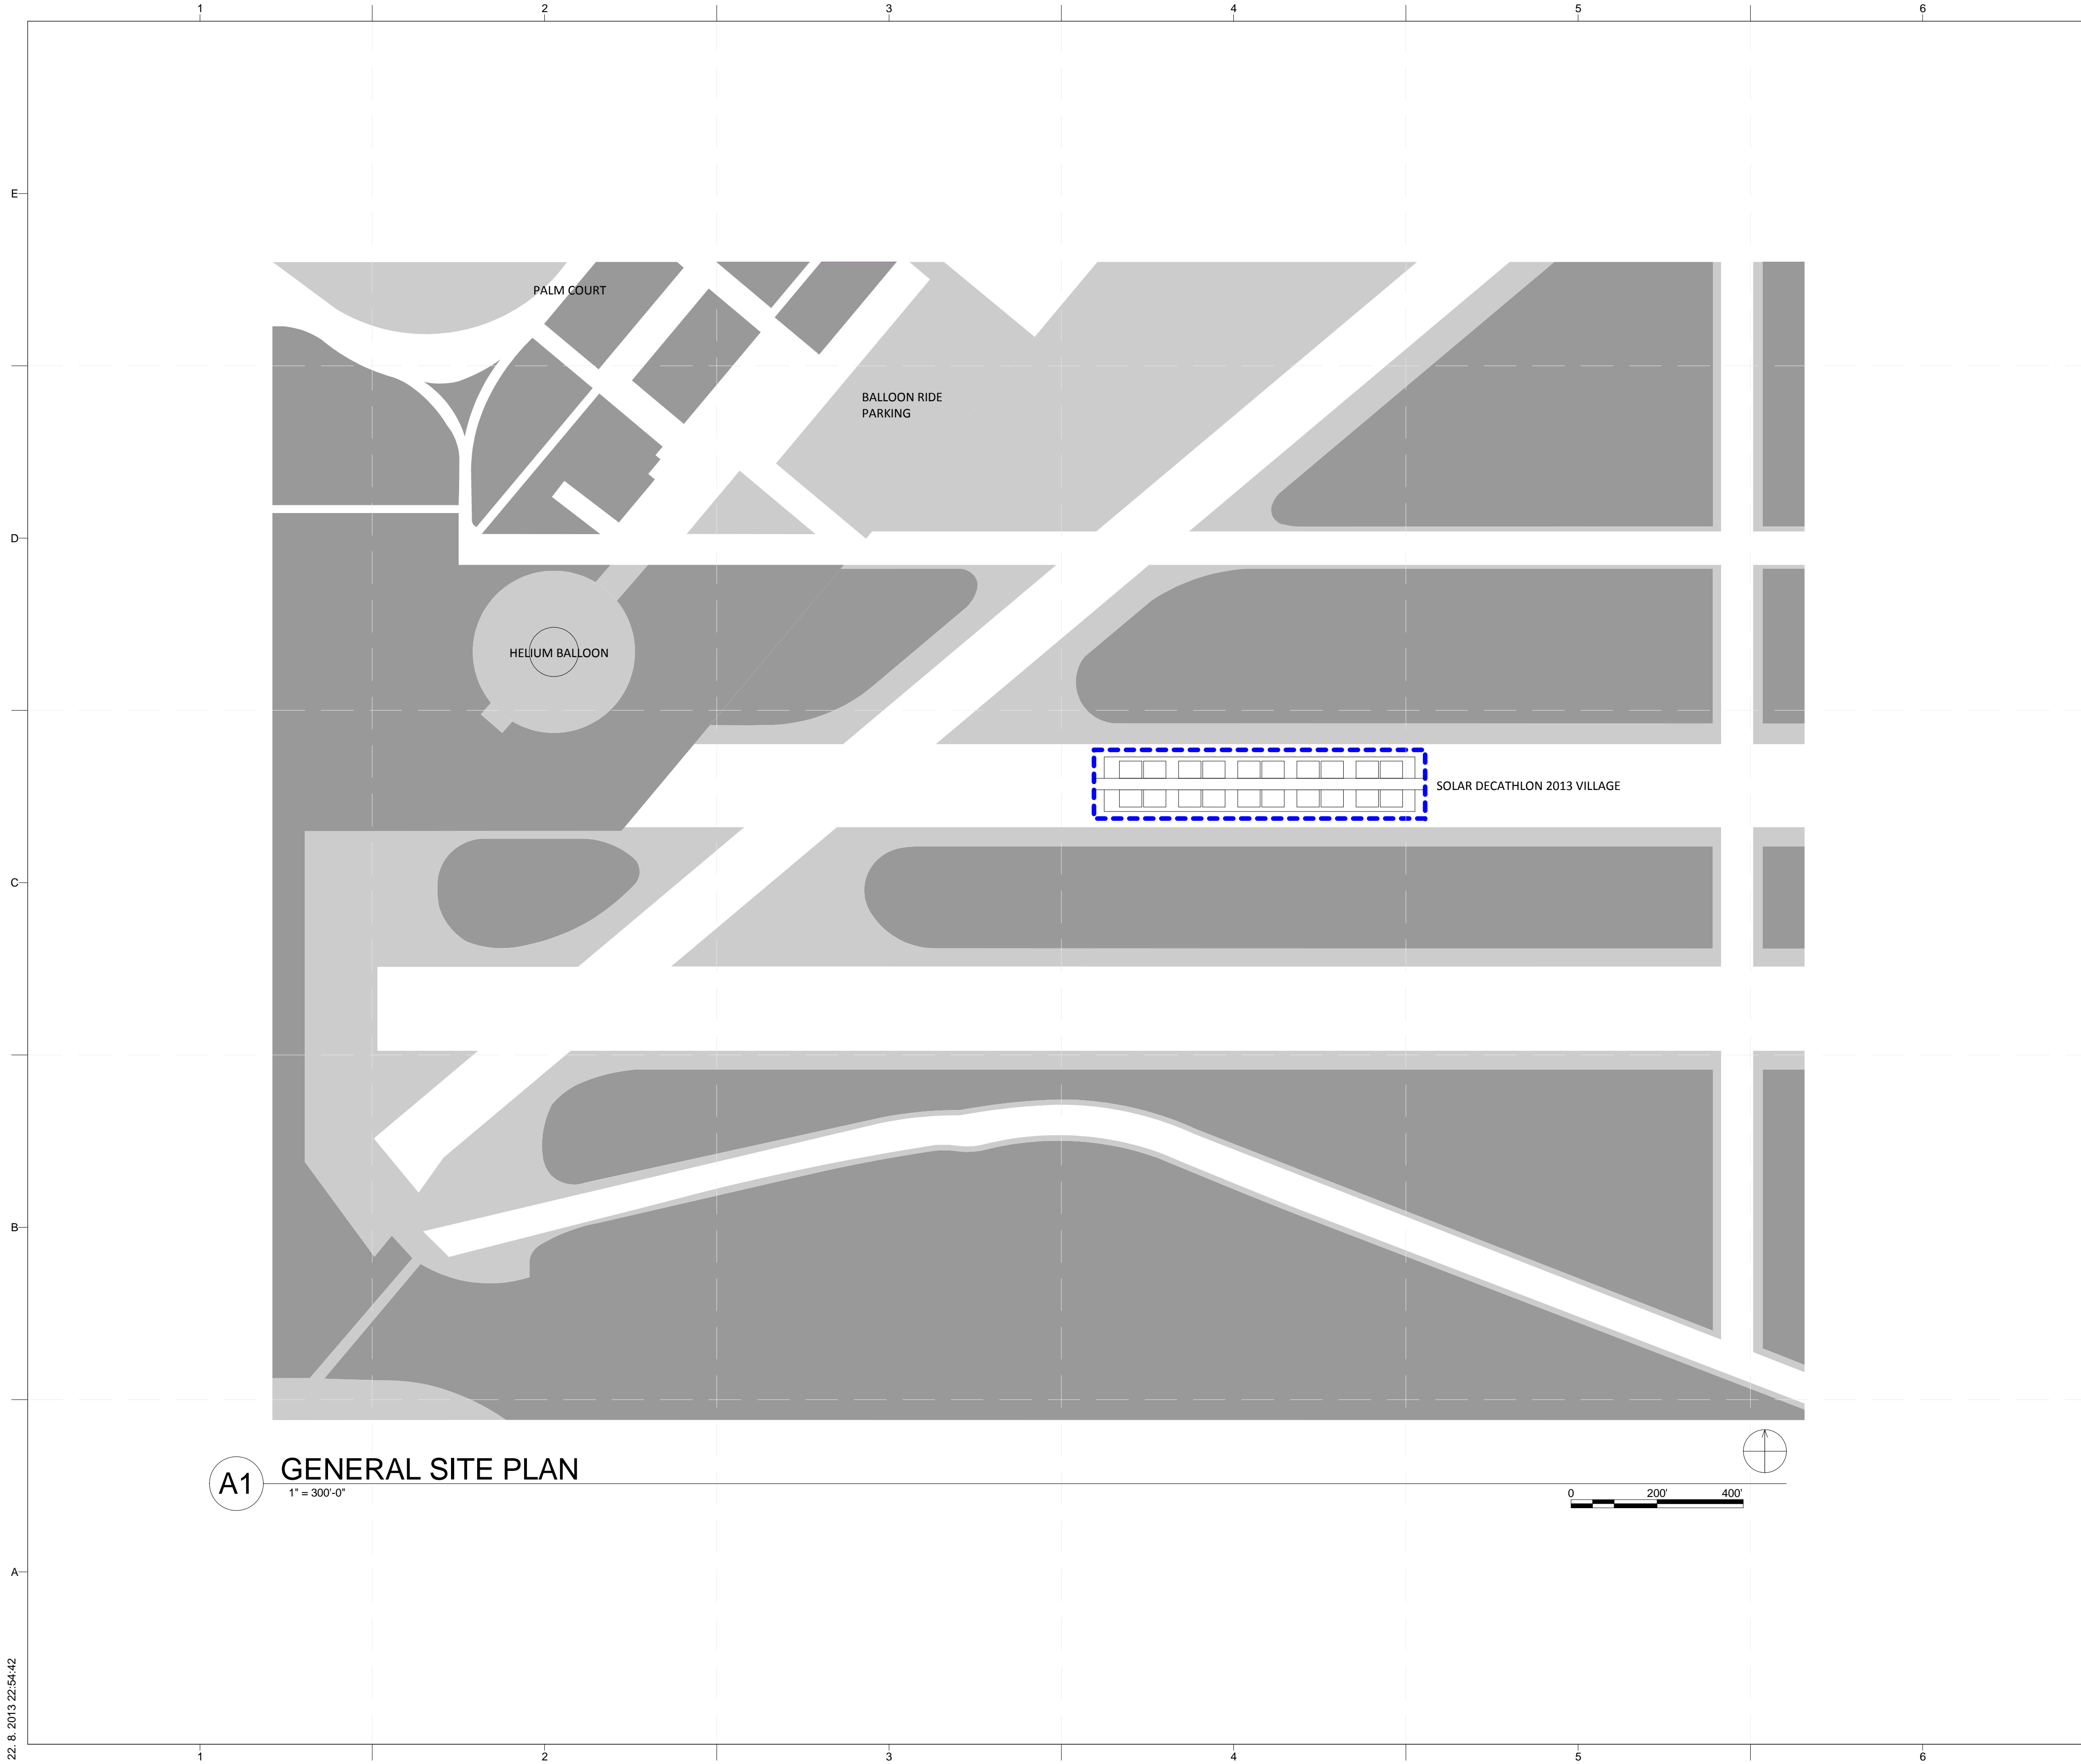 1 2 3 4 5 6
E
PALM COURT
BALLOON RIDE
PARKING
D
HELIUM BALLOON
SOLAR DECATHLON 2013 VILLAGE
C
B
A1
GENERAL SITE PLAN
1" = 300'-0"
0 200' 400'
A
22. 8. 2013 22:54:42
1 2 3 4 5 6